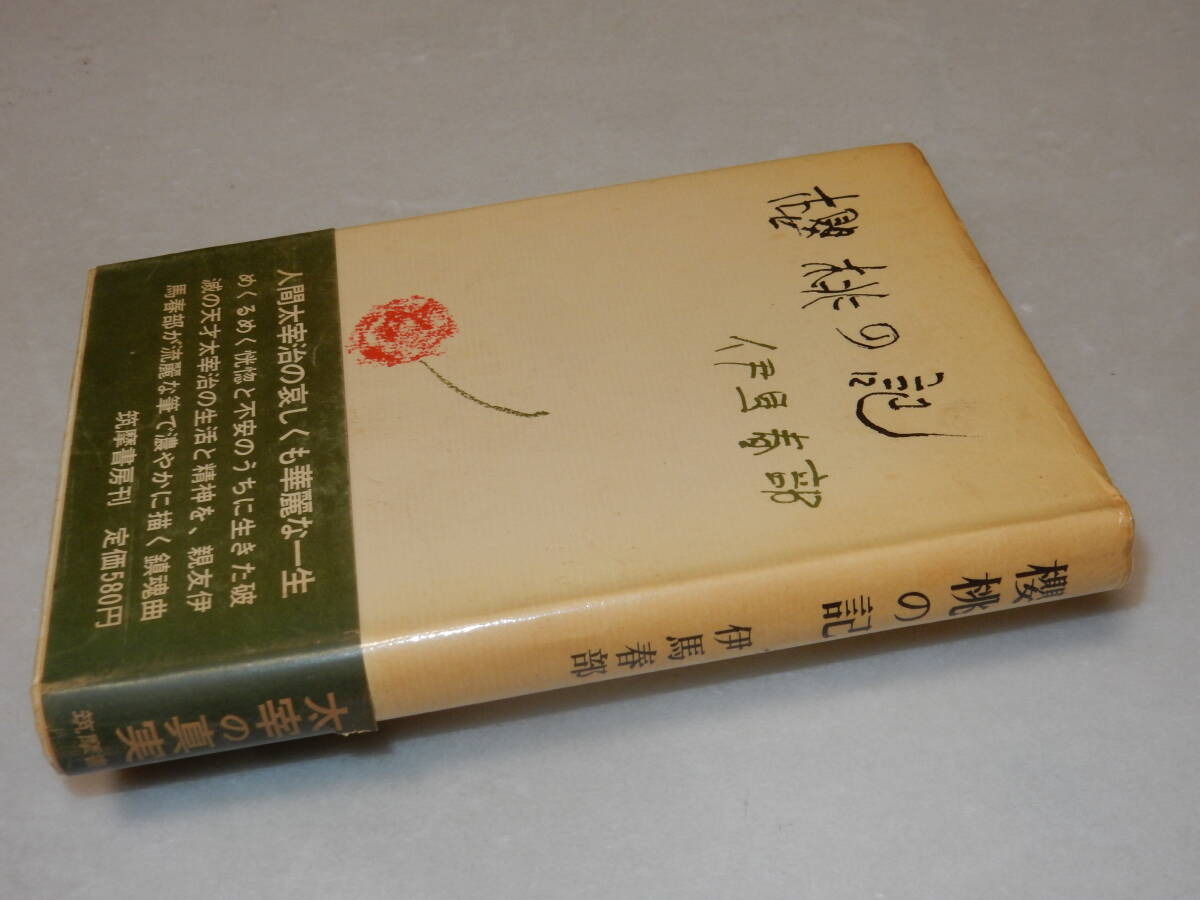 櫻桃の記
伊馬春部
人間太宰治の哀しくも華麗な一生
めくるめく恍惚と不安のうちに生きた破
滅の天才太宰治の生活と精神を、親友伊
馬春部が流麗な筆で濃やかに描く鎮魂曲
筑摩書房刊 定価580円
櫻桃の記 伊馬春部
太宰の真実
筑摩書